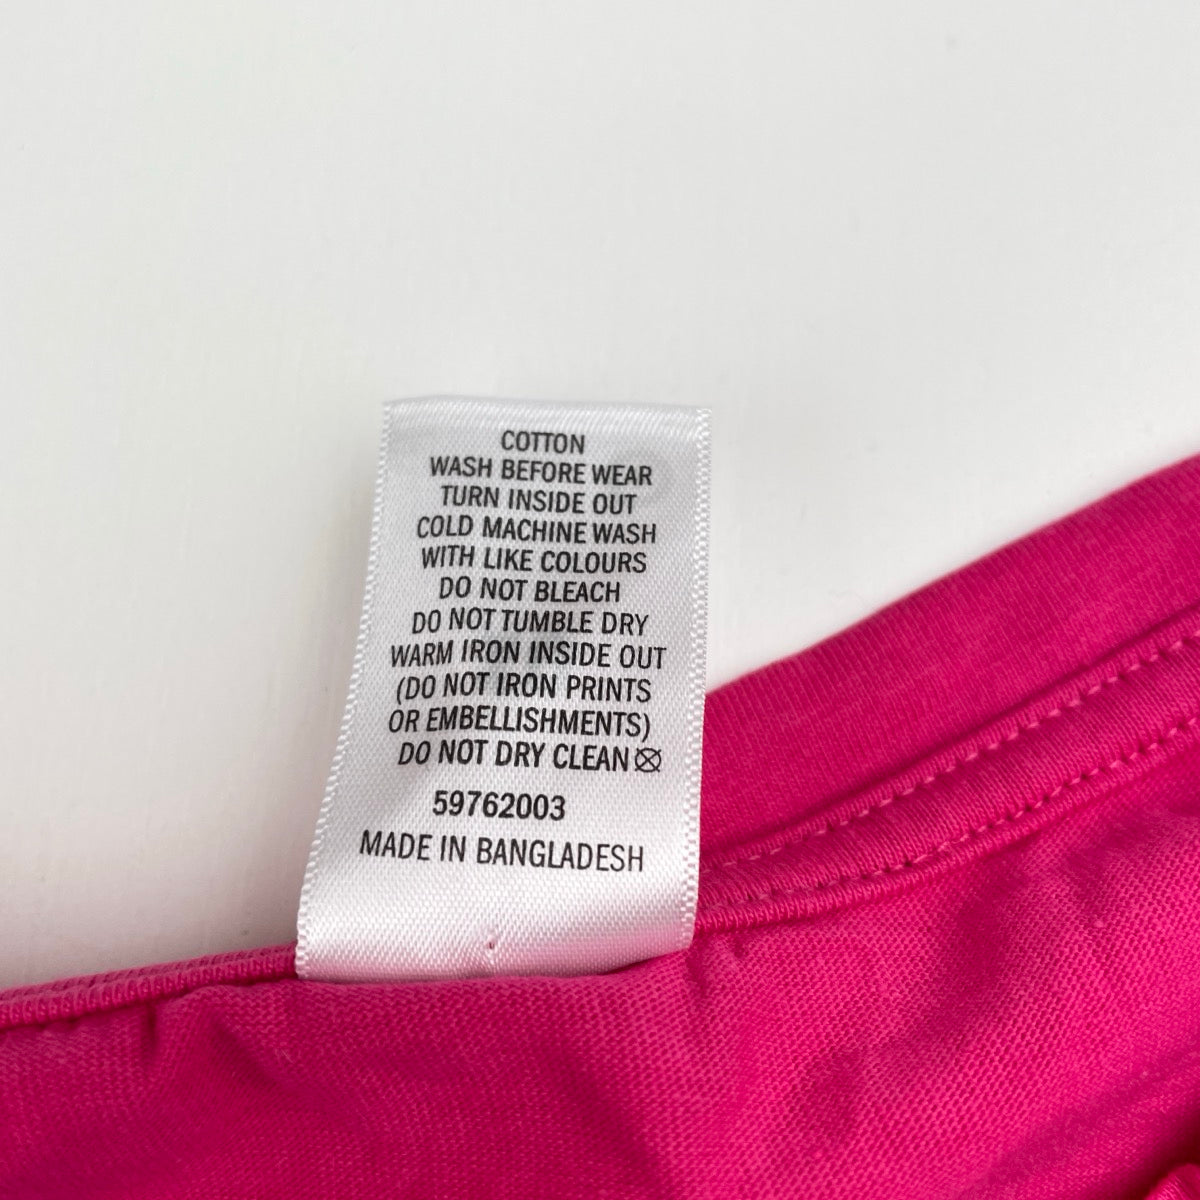 COTTON
WASH BEFORE WEAR
TURN INSIDE OUT
COLD MACHINE WASH
WITH LIKE COLOURS
DO NOT BLEACH
DO NOT TUMBLE DRY
WARM IRON INSIDE OUT
(DO NOT IRON PRINTS
OR EMBELLISHMENTS)
DO NOT DRY CLEAN
59762003
MADE IN BANGLADESH